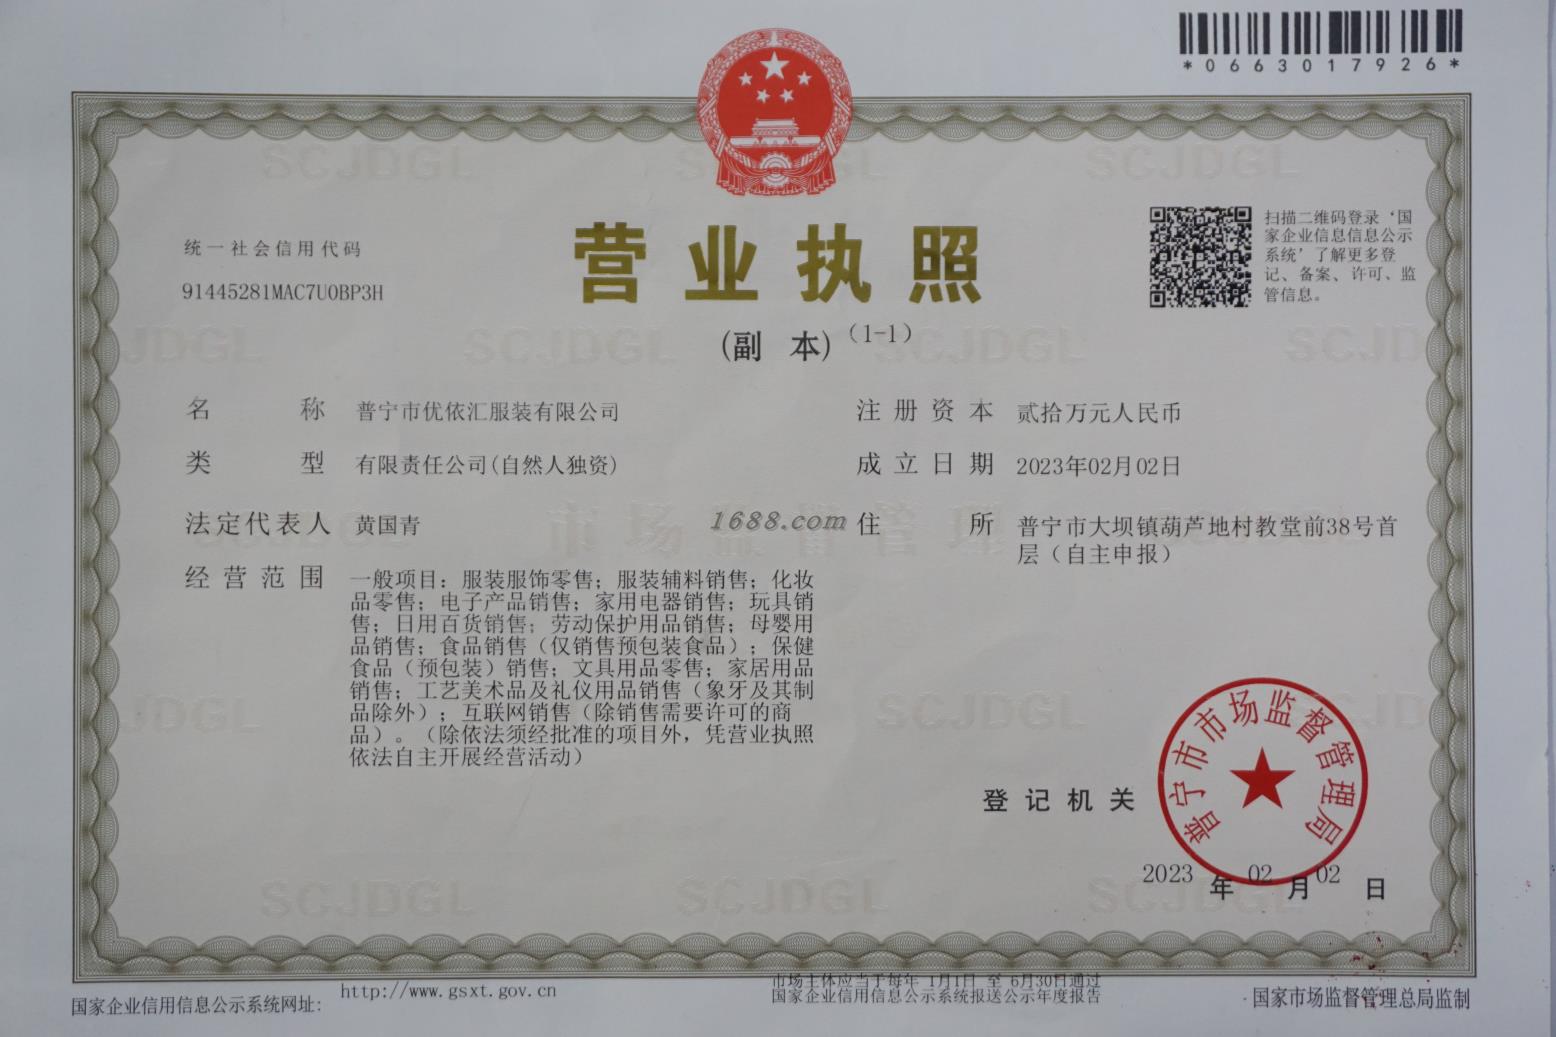 *0663017926*
统一社会信用代码
91445281MAC7U0BP3H
营业执照
(副 本) (1-1)
扫描二维码登录‘国
家企业信用信息公示
系统’了解更多登
记、备案、许可、监
管信息。
名 称 普宁市优依汇服装有限公司
类 型 有限责任公司(自然人独资)
法定代表人 黄国青
经营范围 一般项目：服装服饰零售；服装辅料销售；化妆
品零售；电子产品销售；家用电器销售；玩具销
售；日用百货销售；劳动保护用品销售；母婴用
品销售；食品销售（仅销售预包装食品）；保健
食品（预包装）销售；文具用品零售；家居用品
销售；工艺美术品及礼仪用品销售（象牙及其制
品除外）；互联网销售（除销售需要许可的商
品）。（除依法须经批准的项目外，凭营业执照
依法自主开展经营活动）
注册资本 贰拾万元人民币
成立日期 2023年02月02日
1688.com
住 所 普宁市大坝镇葫芦地村教堂前38号首
层（自主申报）
登记机关
普宁市市场监督管理局
2023 年 02 月 02 日
SCJDGL
市场监督管理
国家企业信用信息公示系统网址：
http://www.gsxt.gov.cn
市场主体应当于每年 1月1日 至 6月30日通过
国家企业信用信息公示系统报送公示年度报告
国家市场监督管理总局监制